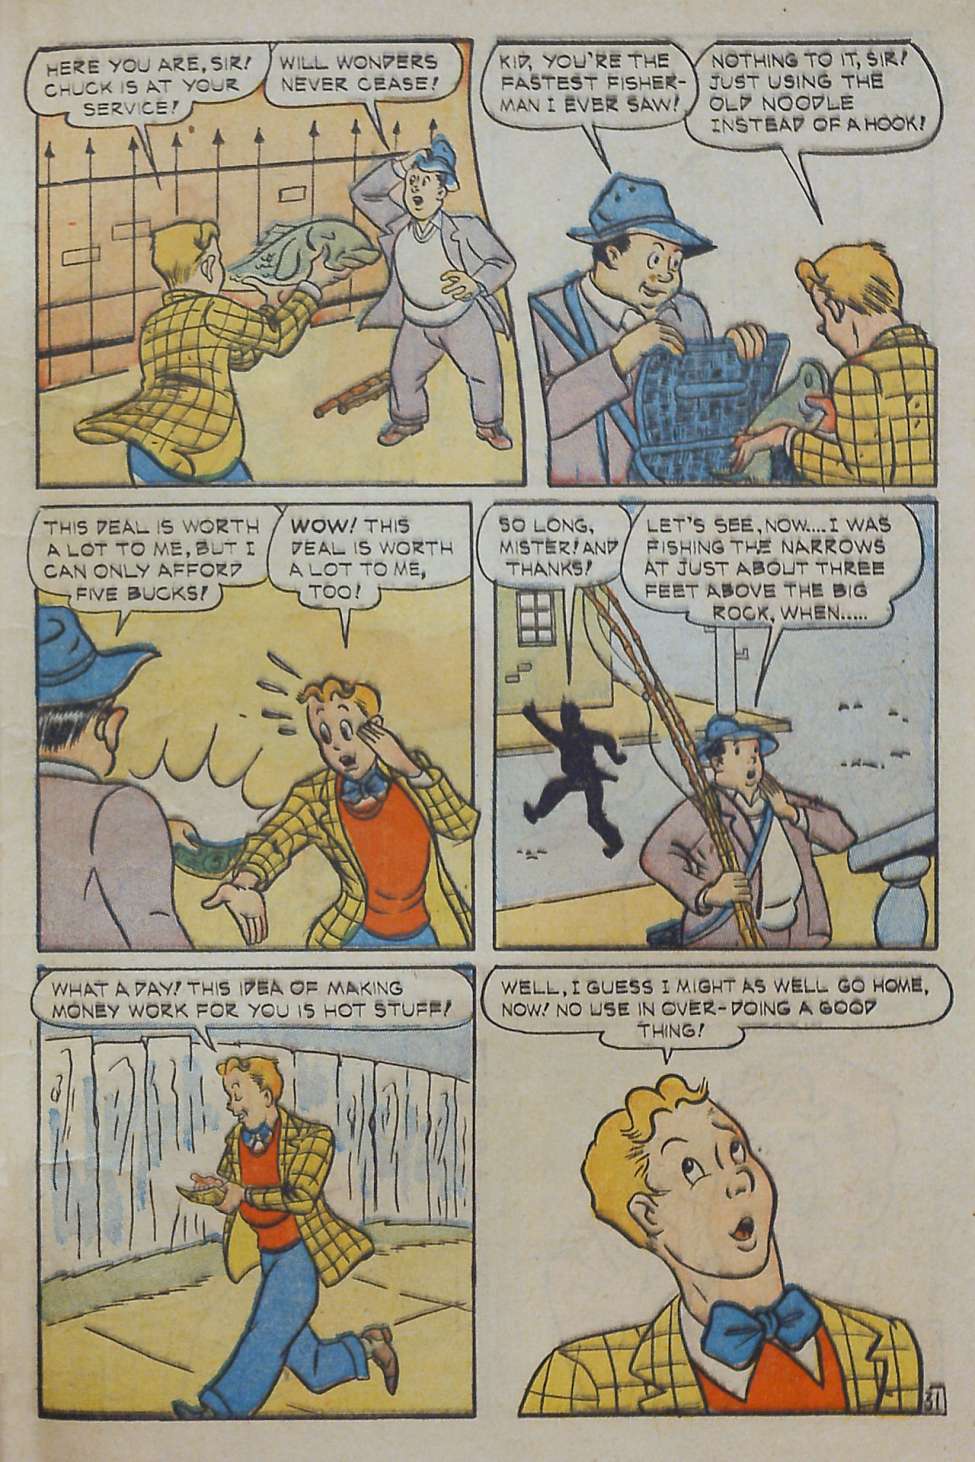 HERE YOU ARE, SIR!
CHUCK IS AT YOUR
SERVICE!
WILL WONDERS
NEVER CEASE!
KID, YOU'RE THE
FASTEST FISHER-
MAN I EVER SAW!
NOTHING TO IT, SIR!
JUST USING THE
OLD NOODLE
INSTEAD OF A HOOK!
THIS DEAL IS WORTH
A LOT TO ME, BUT I
CAN ONLY AFFORD
FIVE BUCKS!
WOW! THIS
DEAL IS WORTH
A LOT TO ME,
TOO!
5
SO LONG,
MISTER! AND
THANKS!
LET'S SEE, NOW....I WAS
FISHING THE NARROWS
AT JUST ABOUT THREE
FEET ABOVE THE BIG
ROCK, WHEN.....
WHAT A DAY! THIS IDEA OF MAKING
MONEY WORK FOR YOU IS HOT STUFF!
WELL, I GUESS I MIGHT AS WELL GO HOME,
NOW! NO USE IN OVER-DOING A GOOD
THING!
31